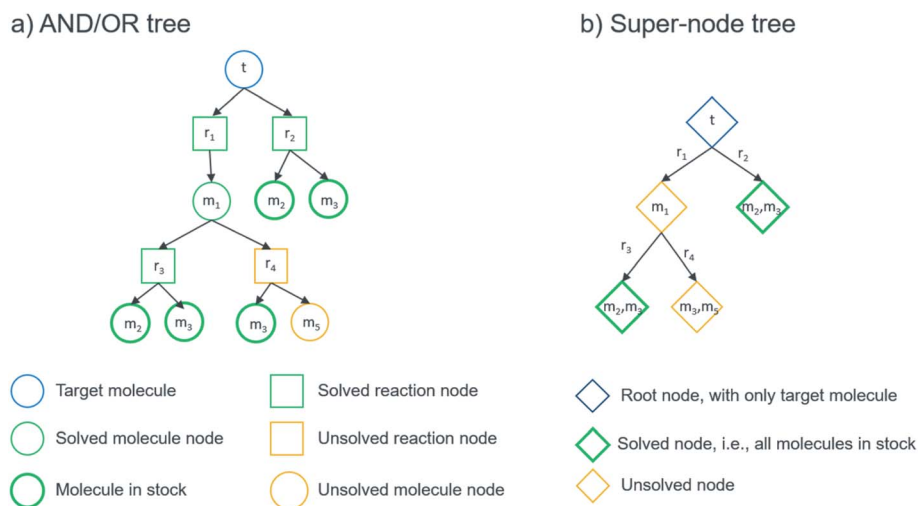 a) AND/OR tree
b) Super-node tree
t
r₁
r₂
m₁
m₂
m₃
r₃
r₄
m₂
m₃
m₃
m₅
t
r₁
r₂
m₁
m₂,m₃
r₃
r₄
m₂,m₃
m₃,m₅
Target molecule
Solved reaction node
Solved molecule node
Unsolved reaction node
Molecule in stock
Unsolved molecule node
Root node, with only target molecule
Solved node, i.e., all molecules in stock
Unsolved node